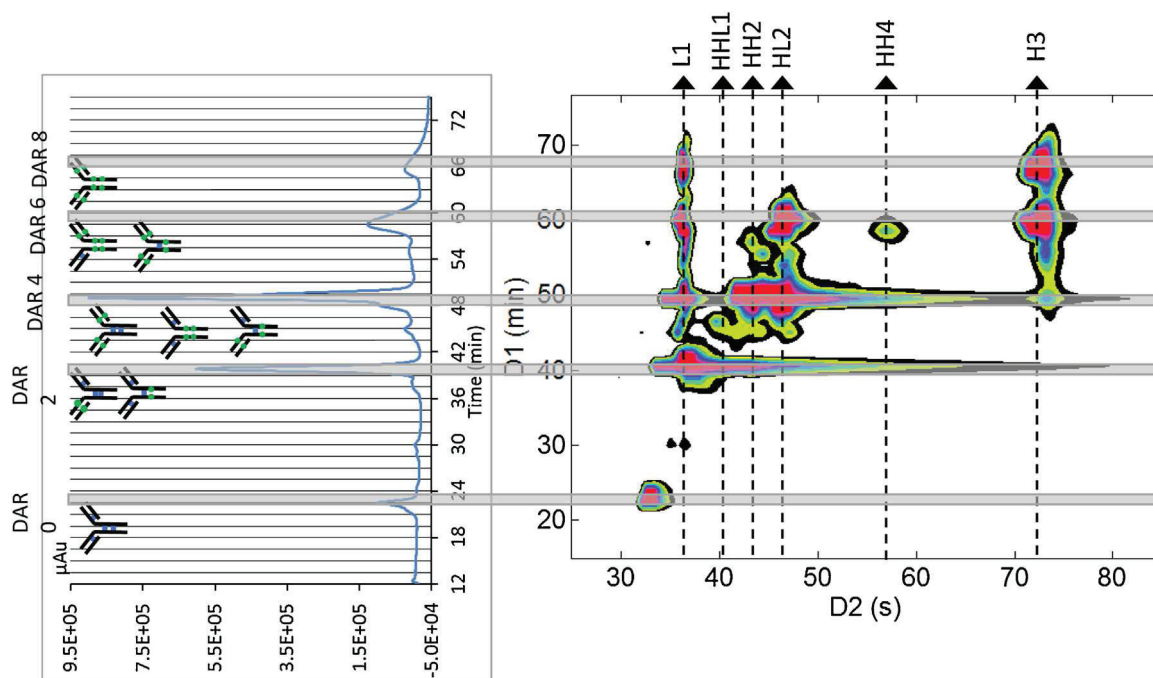 DAR 0
DAR 2
DAR 4
DAR 6
DAR 8
µAu
9.5E+05
7.5E+05
5.5E+05
3.5E+05
1.5E+05
-5.0E+04
12
18
24
30
36
42
48
54
60
66
72
Time (min)
L1
HHL1
HH2
HL2
HH4
H3
70
60
50
40
30
20
D1 (min)
30
40
50
60
70
80
D2 (s)